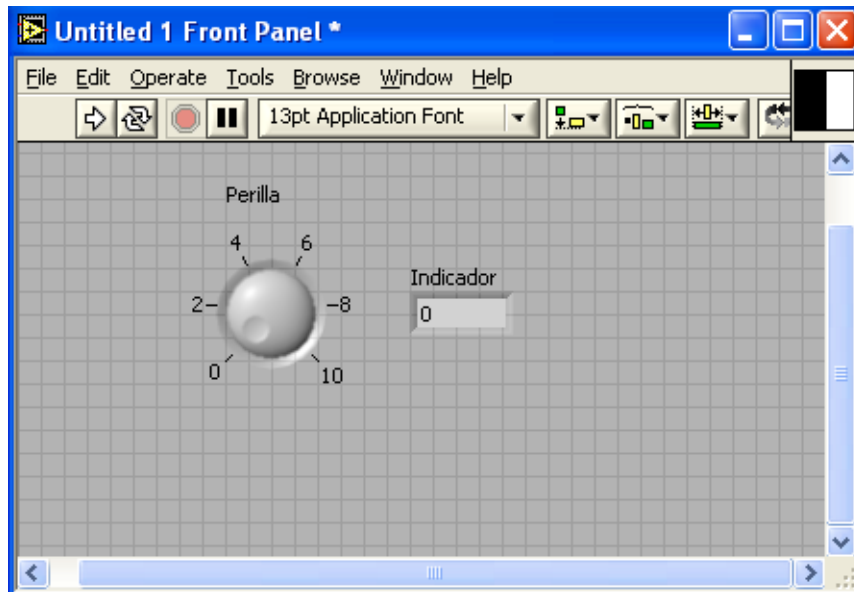 Untitled 1 Front Panel *
File Edit Operate Tools Browse Window Help
13pt Application Font
Perilla
4 6
Indicador
2 8
0
0 10